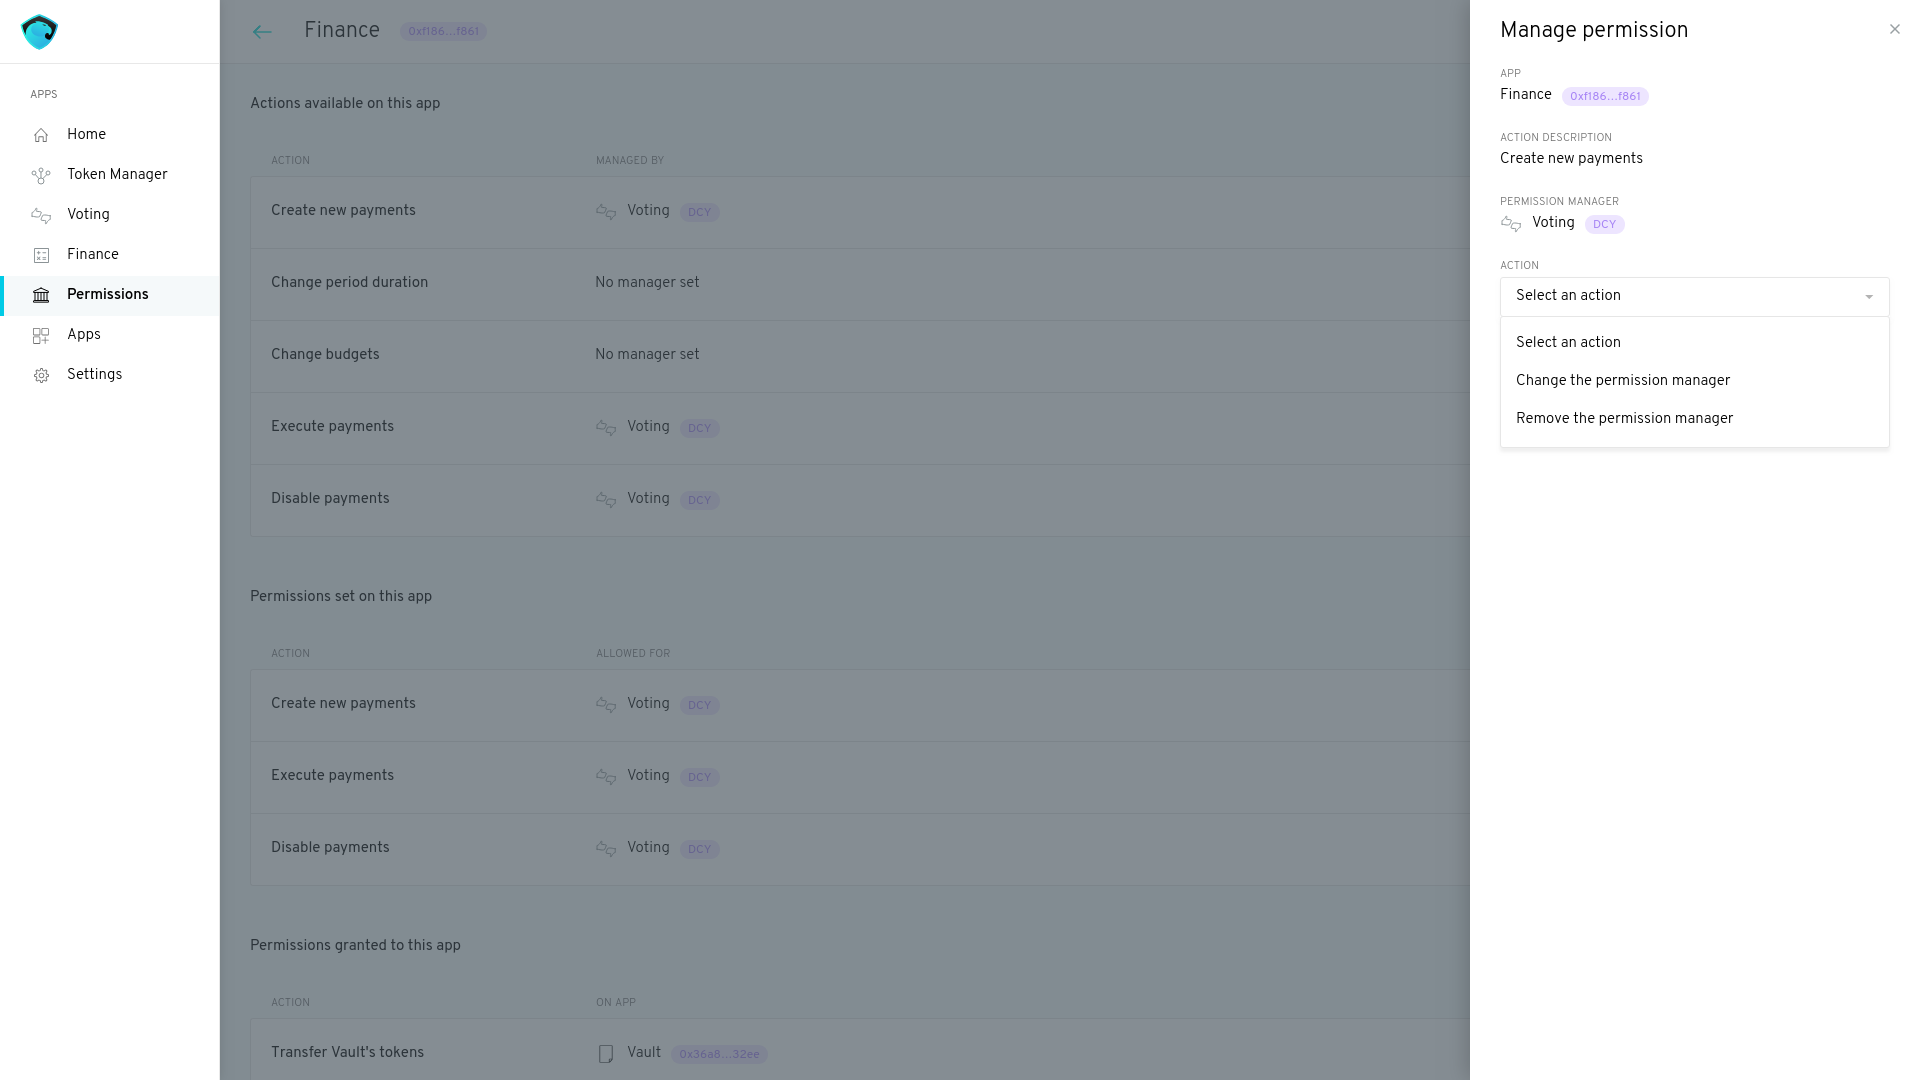 APPS
Home
Token Manager
Voting
Finance
Permissions
Apps
Settings
Finance 0xf186...f861
Actions available on this app
ACTION MANAGED BY
Create new payments Voting DCY
Change period duration No manager set
Change budgets No manager set
Execute payments Voting DCY
Disable payments Voting DCY
Permissions set on this app
ACTION ALLOWED FOR
Create new payments Voting DCY
Execute payments Voting DCY
Disable payments Voting DCY
Permissions granted to this app
ACTION ON APP
Transfer Vault's tokens Vault 0x36a8...32ee
Manage permission
APP
Finance 0xf186...f861
ACTION DESCRIPTION
Create new payments
PERMISSION MANAGER
Voting DCY
ACTION
Select an action
Select an action
Change the permission manager
Remove the permission manager